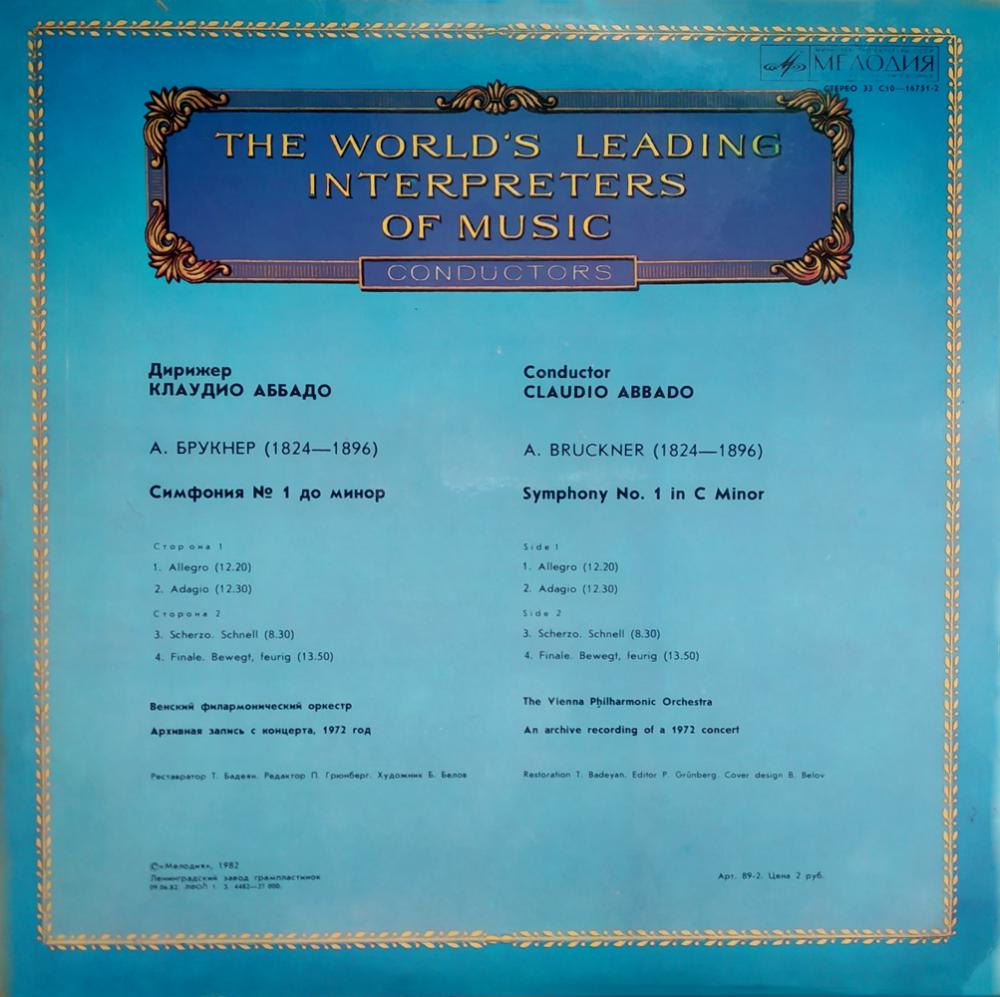 МЕЛОДИЯ
СТЕРЕО 33 С10—16751-2
THE WORLD'S LEADING
INTERPRETERS
OF MUSIC
CONDUCTORS
Дирижер
КЛАУДИО АББАДО
А. БРУКНЕР (1824—1896)
Симфония № 1 до минор
Сторона 1
1. Allegro (12.20)
2. Adagio (12.30)
Сторона 2
3. Scherzo. Schnell (8.30)
4. Finale. Bewegt, feurig (13.50)
Венский филармонический оркестр
Архивная запись с концерта, 1972 год
Реставратор Т. Бадеян. Редактор П. Грюнберг. Художник Б. Белов
Conductor
CLAUDIO ABBADO
A. BRUCKNER (1824—1896)
Symphony No. 1 in C Minor
Side 1
1. Allegro (12.20)
2. Adagio (12.30)
Side 2
3. Scherzo. Schnell (8.30)
4. Finale. Bewegt, feurig (13.50)
The Vienna Philharmonic Orchestra
An archive recording of a 1972 concert
Restoration T. Badeyan. Editor P. Grünberg. Cover design B. Belov
©«Мелодия», 1982
Ленинградский завод грампластинок
09.06.82. ЛФОЛ 1. З. 4482—27 000.
Арт. 89-2. Цена 2 руб.